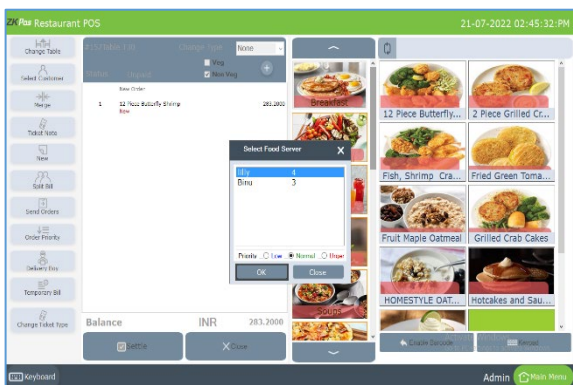 ZKPos Restaurant POS
21-07-2022 02:45:32:PM
Change Table
Select Customer
Merge
Ticket Note
New
Split Bill
Send Orders
Order Priority
Delivery Boy
Temporary Bill
Change Ticket Type
Change Type
None
Veg
Non Veg
Status
New Order
1 12 Piece Butterfly Shrimp 283.2000
New
Balance INR 283.2000
Settle
Close
Breakfast
Soups
Select Food Server X
Billy 4
Binu 3
Priority Low Normal Urger
OK Close
12 Piece Butterfly...
2 Piece Grilled Cr...
Fish, Shrimp Cra...
Fried Green Toma...
Fruit Maple Oatmeal
Grilled Crab Cakes
HOMESTYLE OAT...
Hotcakes and Sau...
Enable Barcode
Keypad
Keyboard
Admin
Main Menu